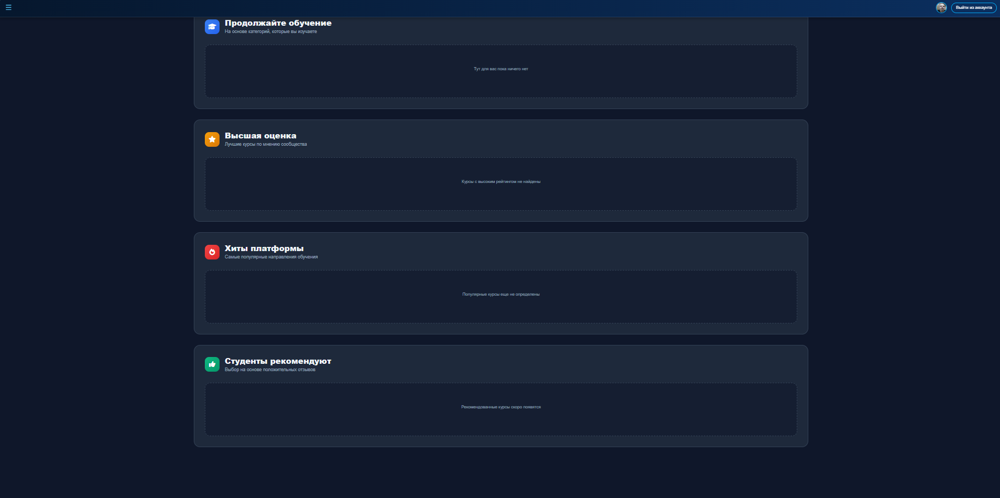 Выйти из аккаунта
Продолжайте обучение
На основе категорий, которые вы изучаете
Тут для вас пока ничего нет
Высшая оценка
Лучшие курсы по мнению сообщества
Курсы с высоким рейтингом не найдены
Хиты платформы
Самые популярные направления обучения
Популярные курсы еще не определены
Студенты рекомендуют
Выбор на основе положительных отзывов
Рекомендованные курсы скоро появятся